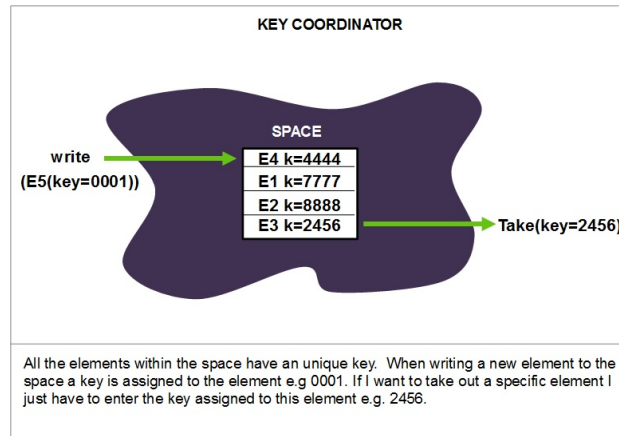 KEY COORDINATOR
SPACE
write
(E5(key=0001))
E4 k=4444
E1 k=7777
E2 k=8888
E3 k=2456
Take(key=2456)
All the elements within the space have an unique key.  When writing a new element to the
space a key is assigned to the element e.g 0001. If I want to take out a specific element I
just have to enter the key assigned to this element e.g. 2456.